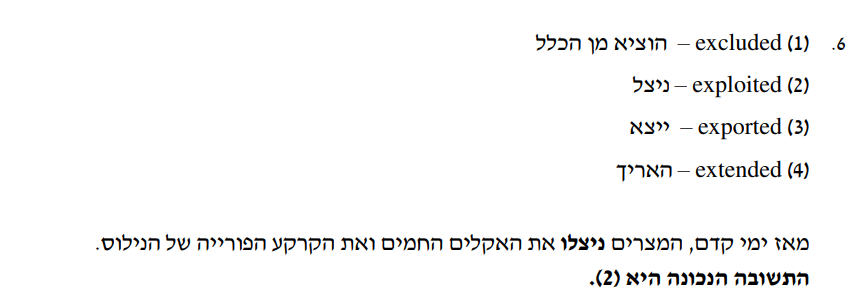 6. (1) excluded – הוציא מן הכלל
(2) exploited – ניצל
(3) exported – ייצא
(4) extended – האריך
מאז ימי קדם, המצרים ניצלו את האקלים החמים ואת הקרקע הפורייה של הנילוס.
התשובה הנכונה היא (2).